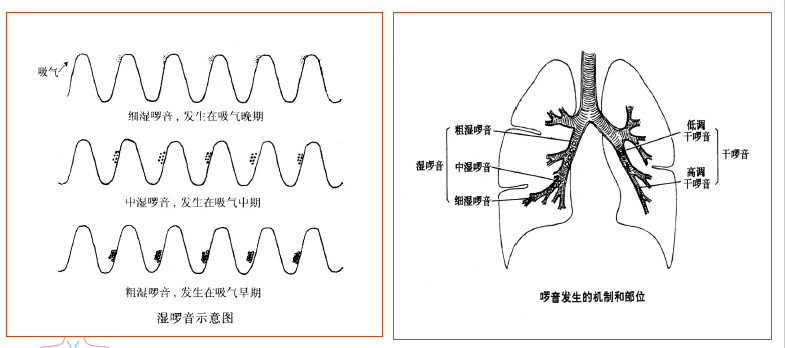 吸气
细湿啰音，发生在吸气晚期
中湿啰音，发生在吸气中期
粗湿啰音，发生在吸气早期
湿啰音示意图
湿啰音
粗湿啰音
中湿啰音
细湿啰音
低调
干啰音
高调
干啰音
干啰音
啰音发生的机制和部位